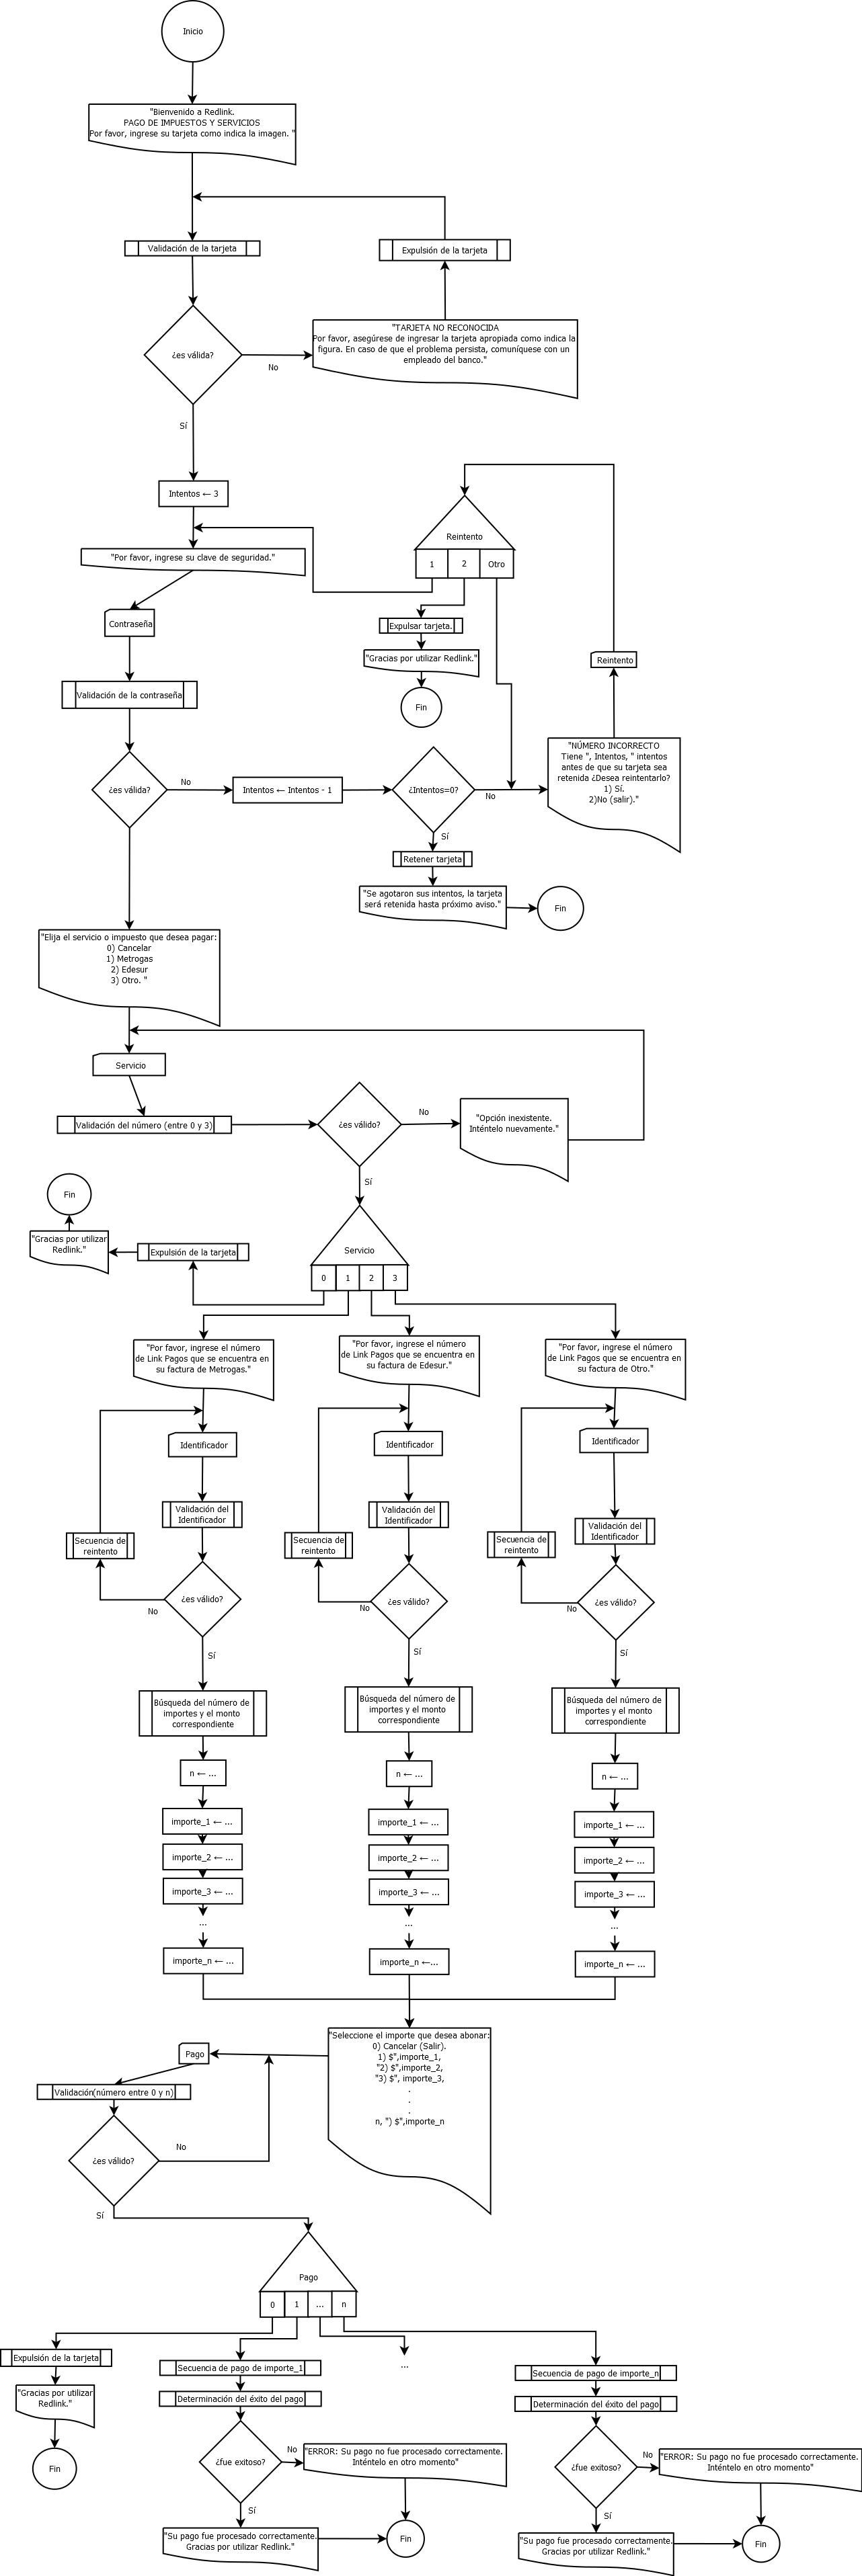 Inicio
"Bienvenido a Redlink.
PAGO DE IMPUESTOS Y SERVICIOS
Por favor, ingrese su tarjeta como indica la imagen. "
Validación de la tarjeta
Expulsión de la tarjeta
"TARJETA NO RECONOCIDA
Por favor, asegúrese de ingresar la tarjeta apropiada como indica la
figura. En caso de que el problema persista, comuníquese con un
empleado del banco."
¿es válida?
No
Sí
Intentos ← 3
Reintento
1
2
Otro
"Por favor, ingrese su clave de seguridad."
Contraseña
Expulsar tarjeta.
"Gracias por utilizar Redlink."
Fin
Reintento
Validación de la contraseña
"NÚMERO INCORRECTO
Tiene ", Intentos, " intentos
antes de que su tarjeta sea
retenida ¿Desea reintentarlo?
1) Sí.
2)No (salir)."
¿es válida?
No
Intentos ← Intentos - 1
¿Intentos=0?
No
Sí
Retener tarjeta
"Se agotaron sus intentos, la tarjeta
será retenida hasta próximo aviso."
Fin
"Elija el servicio o impuesto que desea pagar:
0) Cancelar
1) Metrogas
2) Edesur
3) Otro. "
Servicio
Validación del número (entre 0 y 3)
¿es válido?
No
"Opción inexistente.
Inténtelo nuevamente."
Sí
Fin
"Gracias por utilizar
Redlink."
Expulsión de la tarjeta
Servicio
0
1
2
3
"Por favor, ingrese el número
de Link Pagos que se encuentra en
su factura de Metrogas."
"Por favor, ingrese el número
de Link Pagos que se encuentra en
su factura de Edesur."
"Por favor, ingrese el número
de Link Pagos que se encuentra en
su factura de Otro."
Identificador
Identificador
Identificador
Validación del
Identificador
Validación del
Identificador
Validación del
Identificador
Secuencia de
reintento
Secuencia de
reintento
Secuencia de
reintento
¿es válido?
¿es válido?
¿es válido?
No
No
No
Sí
Sí
Sí
Búsqueda del número de
importes y el monto
correspondiente
Búsqueda del número de
importes y el monto
correspondiente
Búsqueda del número de
importes y el monto
correspondiente
n ← ...
n ← ...
n ← ...
importe_1 ← ...
importe_1 ← ...
importe_1 ← ...
importe_2 ← ...
importe_2 ← ...
importe_2 ← ...
importe_3 ← ...
importe_3 ← ...
importe_3 ← ...
...
...
...
importe_n ← ...
importe_n ←...
importe_n ← ...
"Seleccione el importe que desea abonar:
0) Cancelar (Salir).
1) $",importe_1,
"2) $",importe_2,
"3) $", importe_3,
.
.
.
n, ") $",importe_n
Pago
Validación(número entre 0 y n)
¿es válido?
No
Sí
Pago
0
1
...
n
Expulsión de la tarjeta
"Gracias por utilizar
Redlink."
Fin
Secuencia de pago de importe_1
Determinación del éxito del pago
¿fue exitoso?
No
"ERROR: Su pago no fue procesado correctamente.
Inténtelo en otro momento"
Sí
"Su pago fue procesado correctamente.
Gracias por utilizar Redlink."
Fin
...
Secuencia de pago de importe_n
Determinación del éxito del pago
¿fue exitoso?
No
"ERROR: Su pago no fue procesado correctamente.
Inténtelo en otro momento"
Sí
"Su pago fue procesado correctamente.
Gracias por utilizar Redlink."
Fin